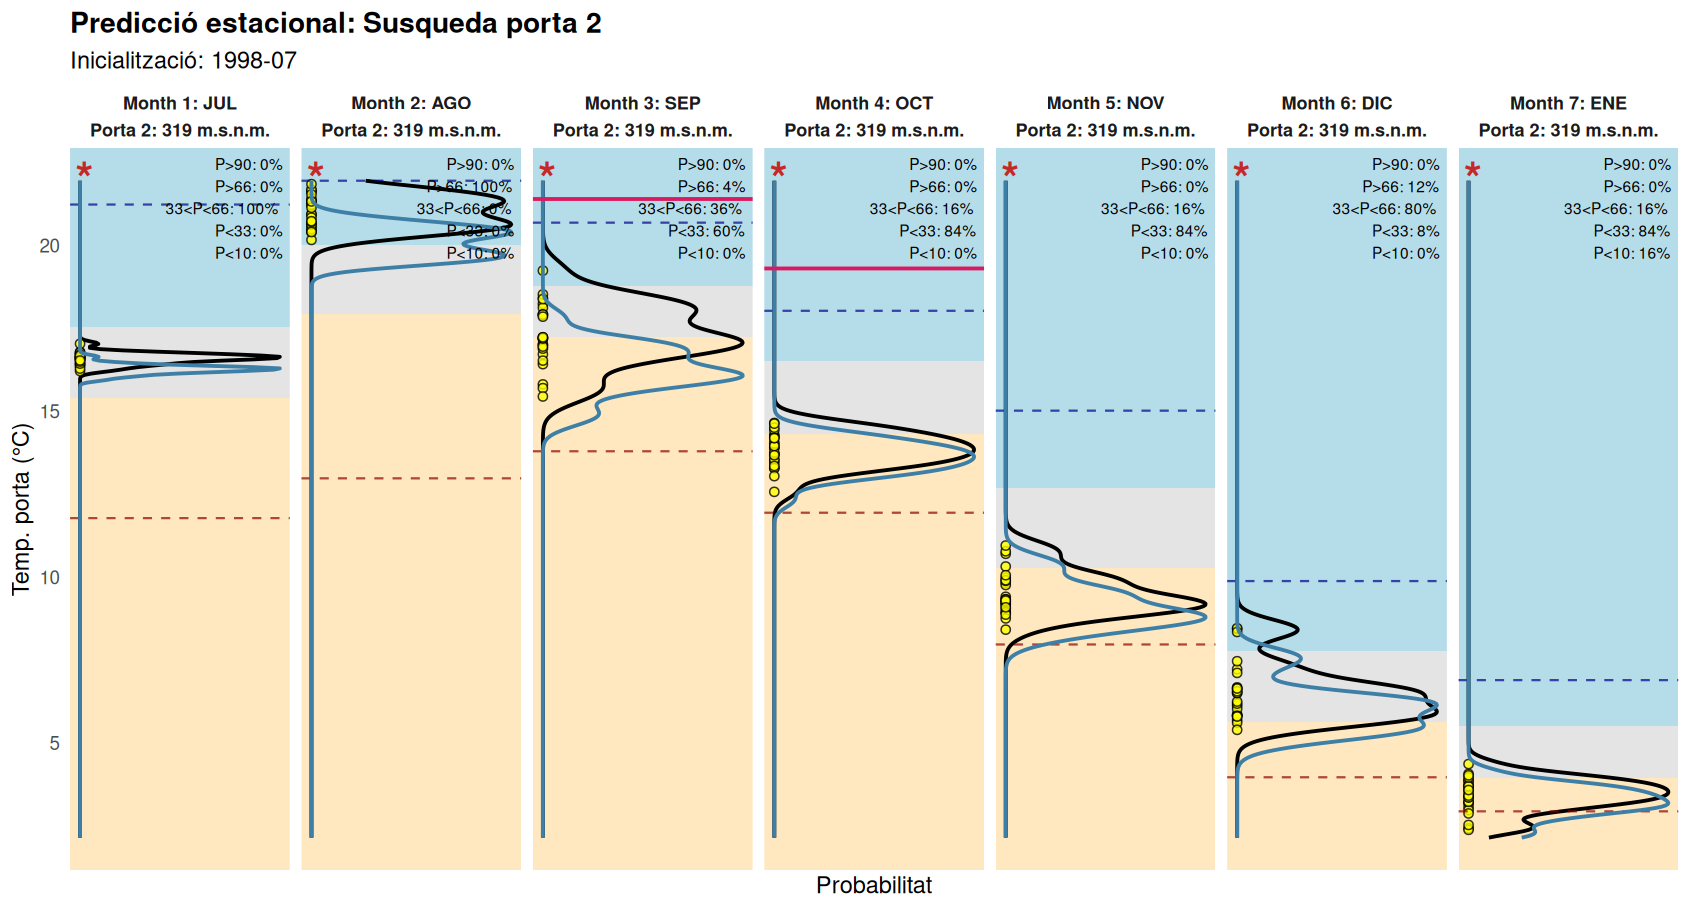 Predicció estacional: Susqueda porta 2
Inicialització: 1998-07
Month 1: JUL
Porta 2: 319 m.s.n.m.
Month 2: AGO
Porta 2: 319 m.s.n.m.
Month 3: SEP
Porta 2: 319 m.s.n.m.
Month 4: OCT
Porta 2: 319 m.s.n.m.
Month 5: NOV
Porta 2: 319 m.s.n.m.
Month 6: DIC
Porta 2: 319 m.s.n.m.
Month 7: ENE
Porta 2: 319 m.s.n.m.
P>90: 0%
P>66: 0%
33<P<66: 100%
P<33: 0%
P<10: 0%
P>90: 0%
P>66: 100%
33<P<66: 0%
P<33: 0%
P<10: 0%
P>90: 0%
P>66: 4%
33<P<66: 36%
P<33: 60%
P<10: 0%
P>90: 0%
P>66: 0%
33<P<66: 16%
P<33: 84%
P<10: 0%
P>90: 0%
P>66: 0%
33<P<66: 16%
P<33: 84%
P<10: 0%
P>90: 0%
P>66: 12%
33<P<66: 80%
P<33: 8%
P<10: 0%
P>90: 0%
P>66: 0%
33<P<66: 16%
P<33: 84%
P<10: 16%
20
15
10
5
Temp. porta (°C)
Probabilitat